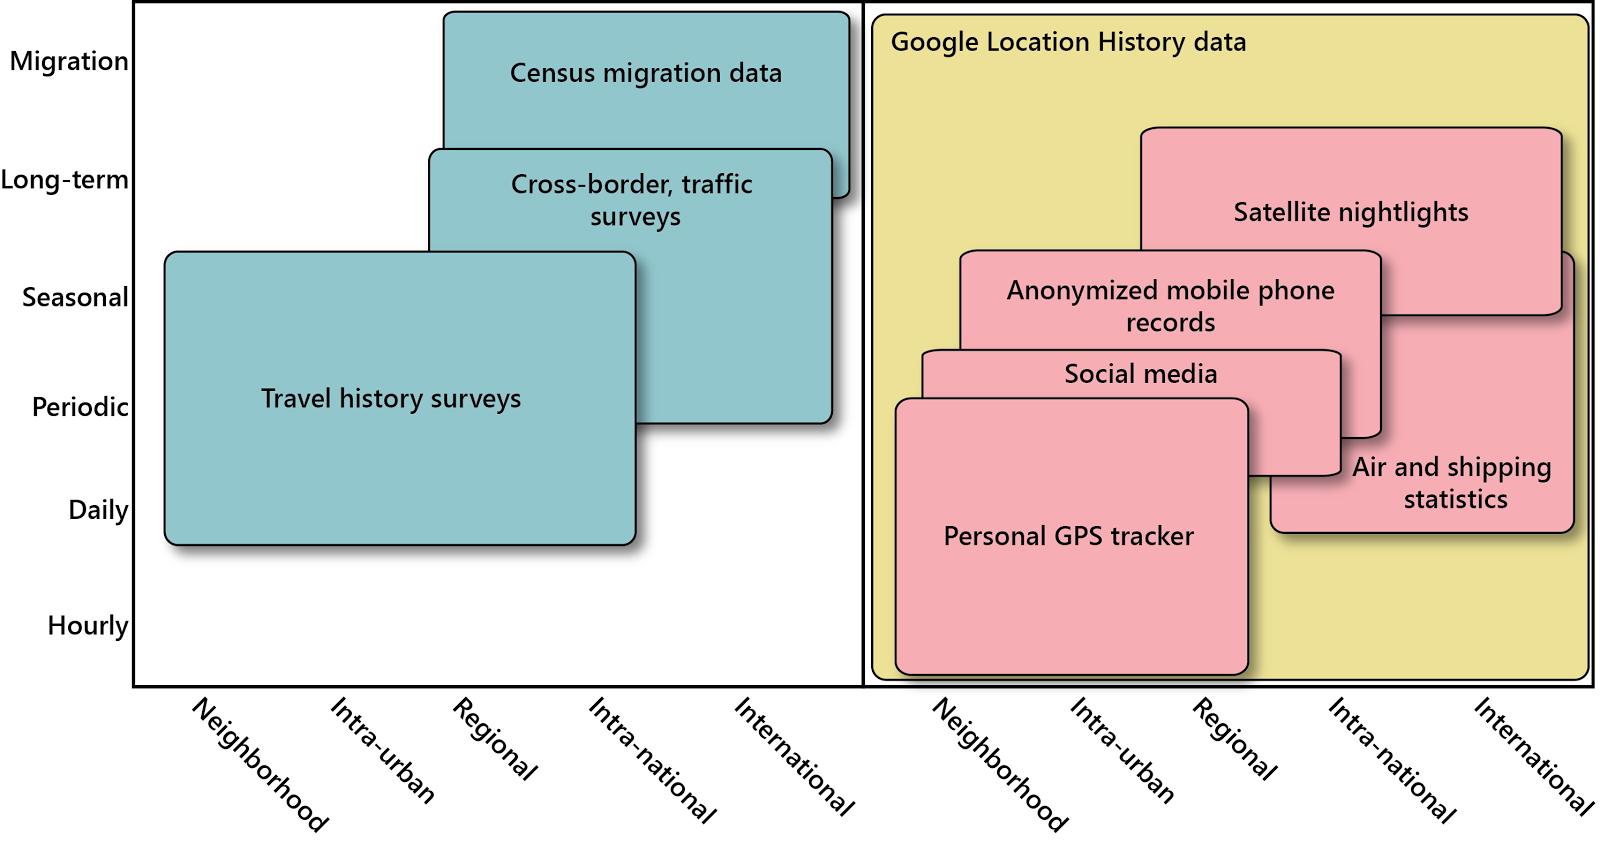 Migration
Long-term
Seasonal
Periodic
Daily
Hourly
Census migration data
Cross-border, traffic
surveys
Travel history surveys
Google Location History data
Satellite nightlights
Anonymized mobile phone
records
Social media
Air and shipping
statistics
Personal GPS tracker
Neighborhood
Intra-urban
Regional
Intra-national
International
Neighborhood
Intra-urban
Regional
Intra-national
International